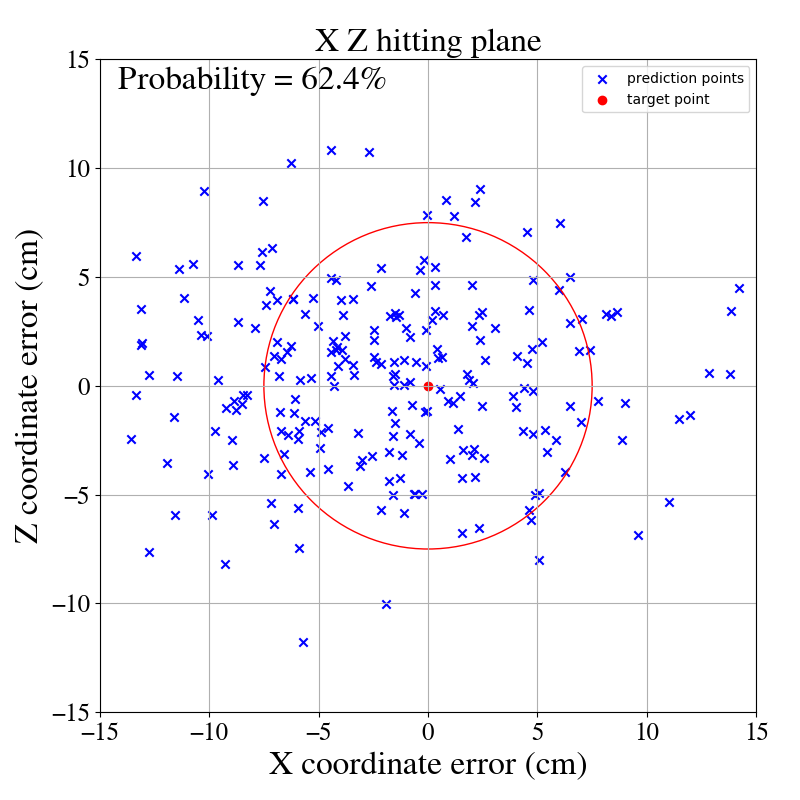 X Z hitting plane
Probability = 62.4%
prediction points
target point
15
10
5
0
−5
−10
−15
−15
−10
−5
0
5
10
15
Z coordinate error (cm)
X coordinate error (cm)